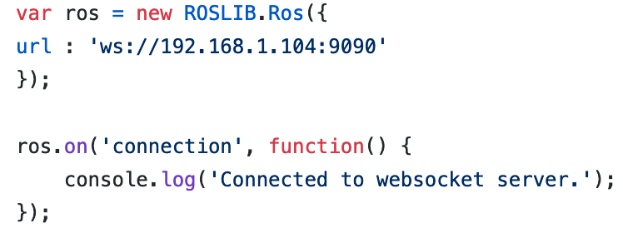 var ros = new ROSLIB.Ros({
url : 'ws://192.168.1.104:9090'
});

ros.on('connection', function() {
    console.log('Connected to websocket server.');
});